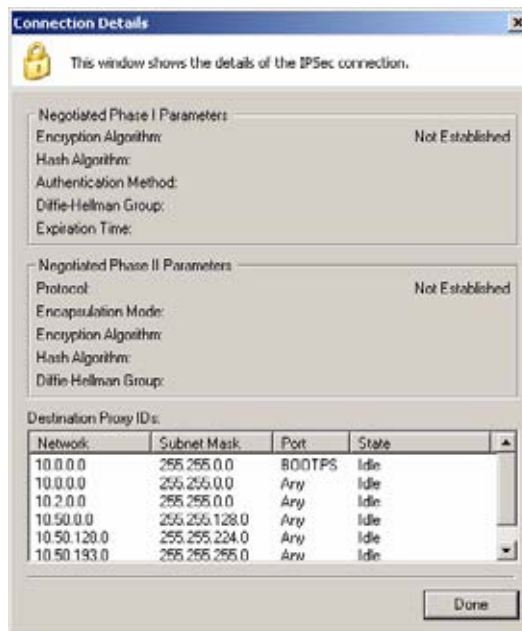 Connection Details
This window shows the details of the IPSec connection.
Negotiated Phase I Parameters
Encryption Algorithm: Not Established
Hash Algorithm:
Authentication Method:
Diffie-Hellman Group:
Expiration Time:
Negotiated Phase II Parameters
Protocol: Not Established
Encapsulation Mode:
Encryption Algorithm:
Hash Algorithm:
Diffie-Hellman Group:
Destination Proxy IDs:
Network Subnet Mask Port State
10.0.0.0 255.255.0.0 BOOTPS Idle
10.0.0.0 255.255.0.0 Any Idle
10.2.0.0 255.255.0.0 Any Idle
10.50.0.0 255.255.128.0 Any Idle
10.50.128.0 255.255.224.0 Any Idle
10.50.193.0 255.255.255.0 Any Idle
Done